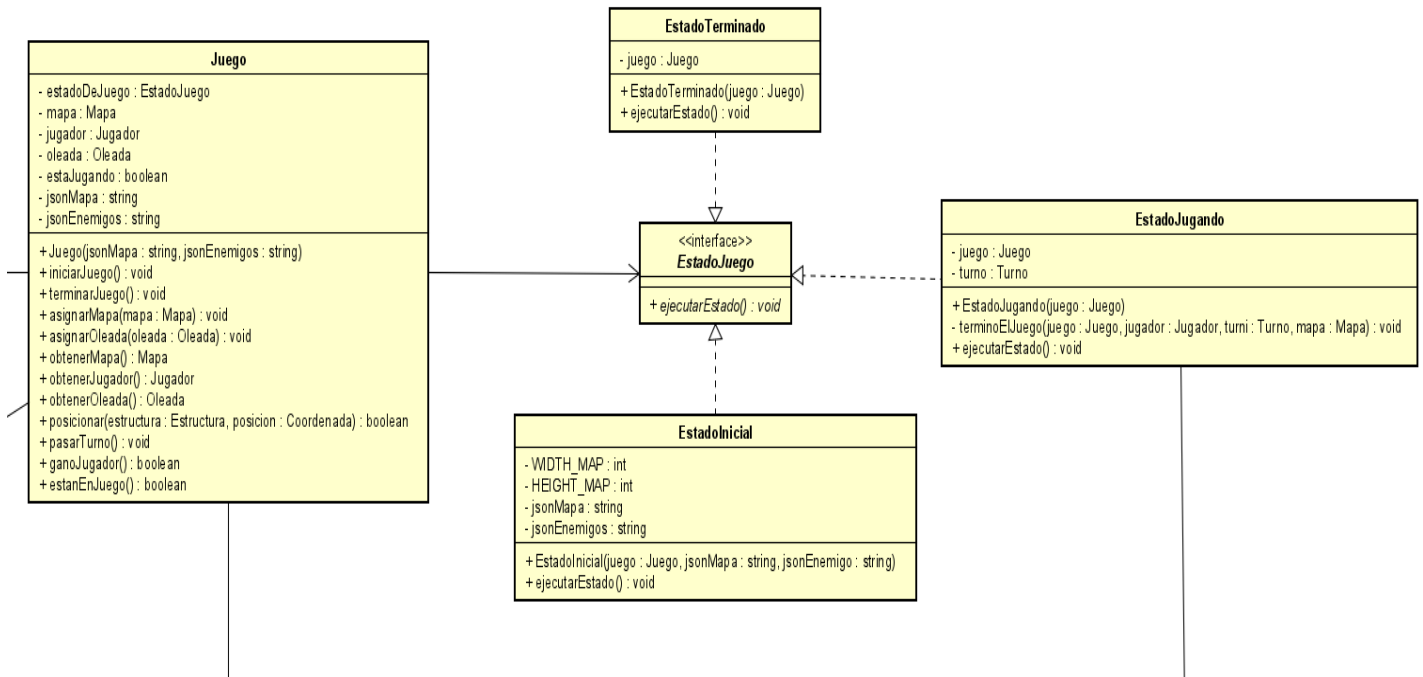 Juego
- estadoDeJuego : EstadoJuego
- mapa : Mapa
- jugador : Jugador
- oleada : Oleada
- estaJugando : boolean
- jsonMapa : string
- jsonEnemigos : string
+ Juego(jsonMapa : string, jsonEnemigos : string)
+ iniciarJuego() : void
+ terminarJuego() : void
+ asignarMapa(mapa : Mapa) : void
+ asignarOleada(oleada : Oleada) : void
+ obtenerMapa() : Mapa
+ obtenerJugador() : Jugador
+ obtenerOleada() : Oleada
+ posicionar(estructura : Estructura, posicion : Coordenada) : boolean
+ pasarTurno() : void
+ ganoJugador() : boolean
+ estanEnJuego() : boolean
EstadoTerminado
- juego : Juego
+ EstadoTerminado(juego : Juego)
+ ejecutarEstado() : void
<<interface>>
EstadoJuego
+ ejecutarEstado() : void
EstadoJugando
- juego : Juego
- turno : Turno
+ EstadoJugando(juego : Juego)
- terminoElJuego(juego : Juego, jugador : Jugador, turni : Turno, mapa : Mapa) : void
+ ejecutarEstado() : void
EstadoInicial
- WIDTH_MAP : int
- HEIGHT_MAP : int
- jsonMapa : string
- jsonEnemigos : string
+ EstadoInicial(juego : Juego, jsonMapa : string, jsonEnemigo : string)
+ ejecutarEstado() : void